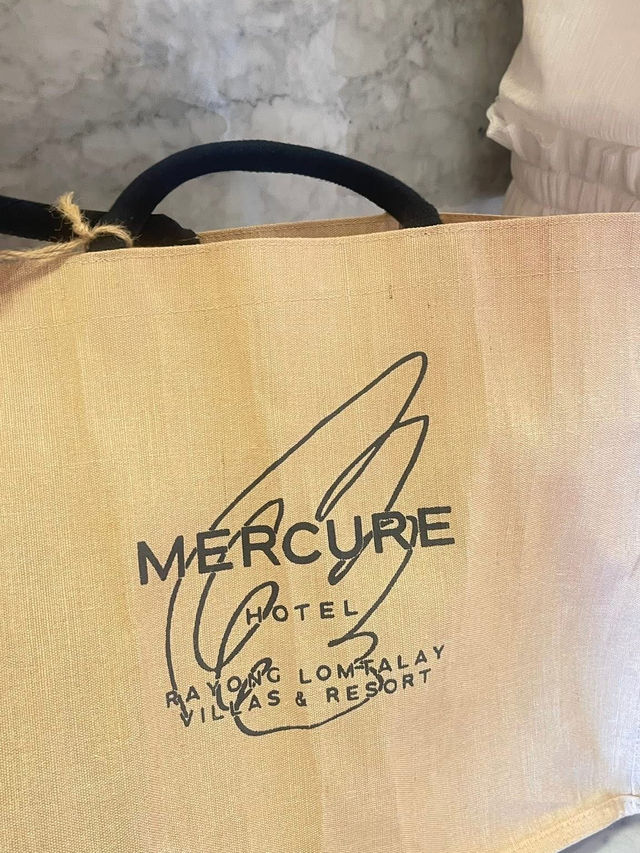 MERCURE
HOTEL
RAYONG LOMTALAY
VILLAS & RESORT